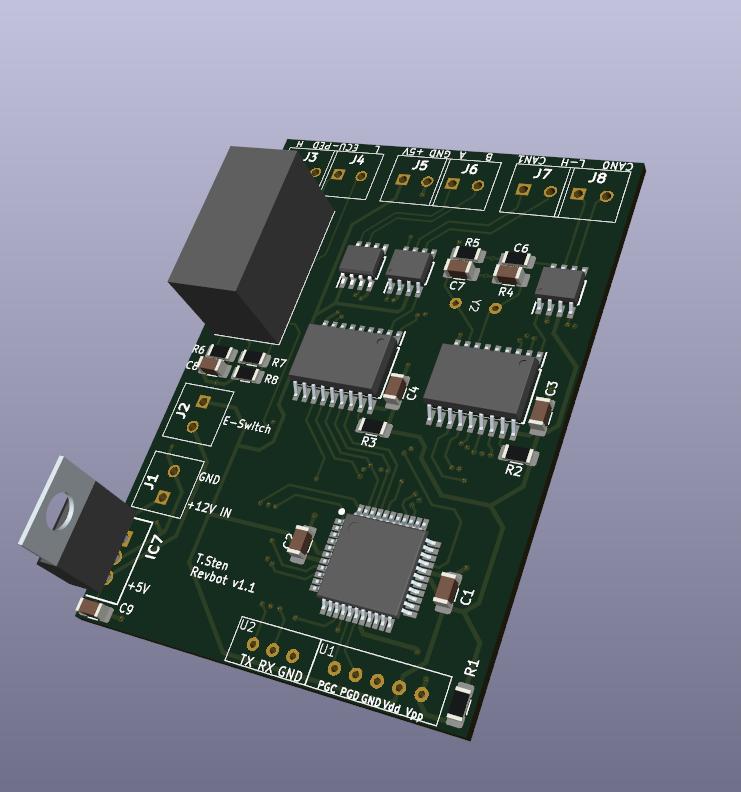 H ECU-PED L
A GND +5V
B
CAN1 L-H CAN0
J3
J4
J5
J6
J7
J8
R5
C6
C7
R4
Y2
R6
C8
R7
R8
C4
C3
R3
R2
J2
E-Switch
J1
GND
+12V IN
IC7
+5V
C9
C2
T.Sten
Revbot v1.1
C1
R1
U2
TX RX GND
U1
PGC PGD GND Vdd Vpp